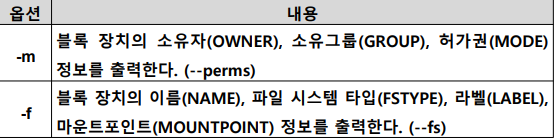 옵션 내용
-m 블록 장치의 소유자(OWNER), 소유그룹(GROUP), 허가권(MODE)
정보를 출력한다. (--perms)
-f 블록 장치의 이름(NAME), 파일 시스템 타입(FSTYPE), 라벨(LABEL),
마운트포인트(MOUNTPOINT) 정보를 출력한다. (--fs)